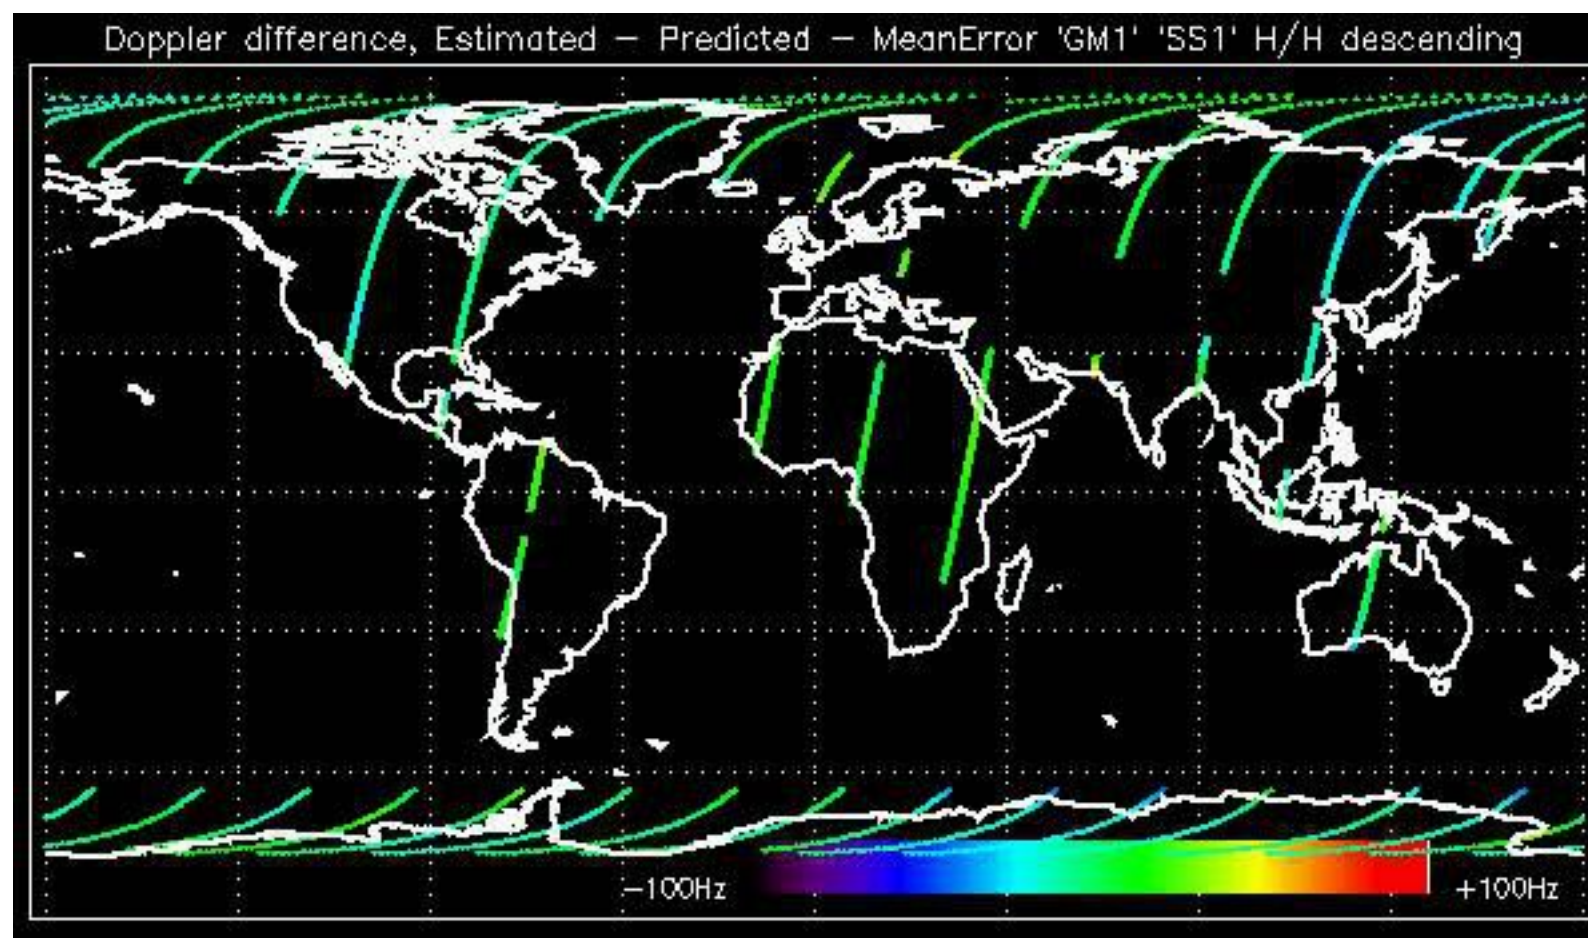 Doppler difference, Estimated – Predicted – MeanError 'GM1' 'SS1' H/H descending
–100Hz
+100Hz